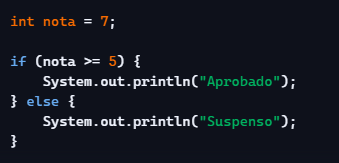 int nota = 7;

if (nota >= 5) {
    System.out.println("Aprobado");
} else {
    System.out.println("Suspenso");
}